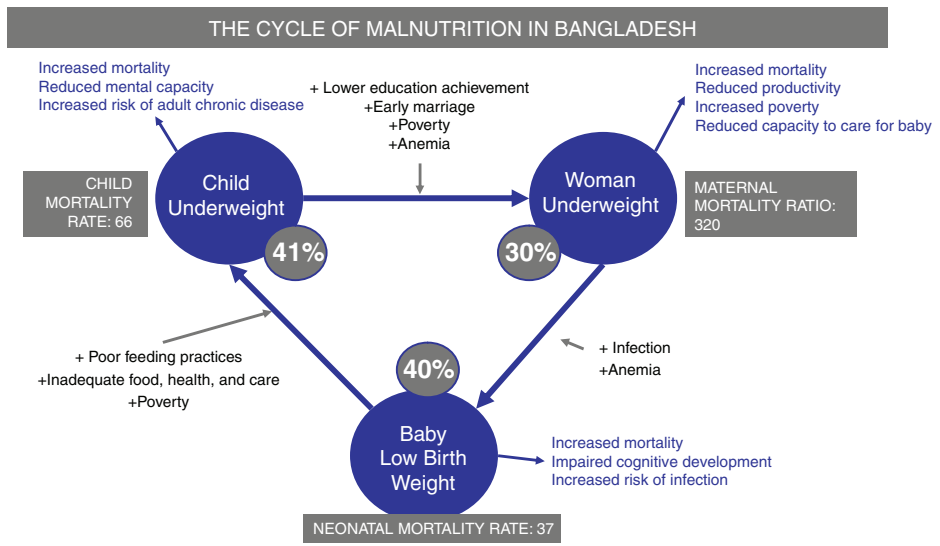 THE CYCLE OF MALNUTRITION IN BANGLADESH
Increased mortality
Reduced mental capacity
Increased risk of adult chronic disease
+ Lower education achievement
+Early marriage
+Poverty
+Anemia
Increased mortality
Reduced productivity
Increased poverty
Reduced capacity to care for baby
CHILD
MORTALITY
RATE: 66
Child
Underweight
41%
Woman
Underweight
30%
MATERNAL
MORTALITY RATIO:
320
+ Poor feeding practices
+Inadequate food, health, and care
+Poverty
40%
+ Infection
+Anemia
Baby
Low Birth
Weight
Increased mortality
Impaired cognitive development
Increased risk of infection
NEONATAL MORTALITY RATE: 37